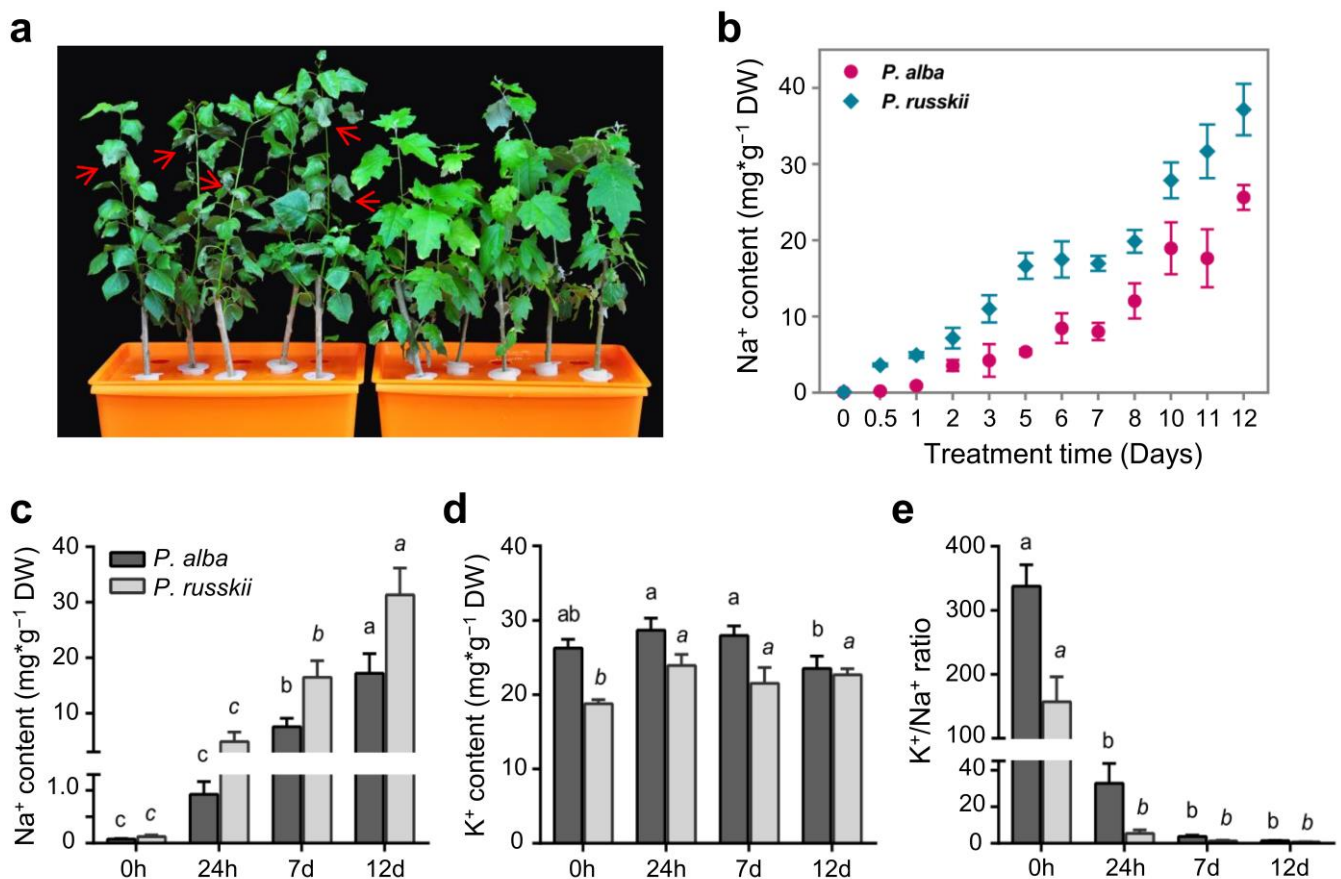 a
b
P. alba
P. russkii
Na⁺ content (mg*g⁻¹ DW)
40
30
20
10
0
0 0.5 1 2 3 5 6 7 8 10 11 12
Treatment time (Days)
c
P. alba
P. russkii
Na⁺ content (mg*g⁻¹ DW)
40
30
20
10
1.0
0
c c
c c
b b
a a
0h 24h 7d 12d
d
K⁺ content (mg*g⁻¹ DW)
40
30
20
10
0
ab b
a a
a a
b a
0h 24h 7d 12d
e
K⁺/Na⁺ ratio
400
300
200
100
40
20
0
a a
b b
b b
b b
0h 24h 7d 12d